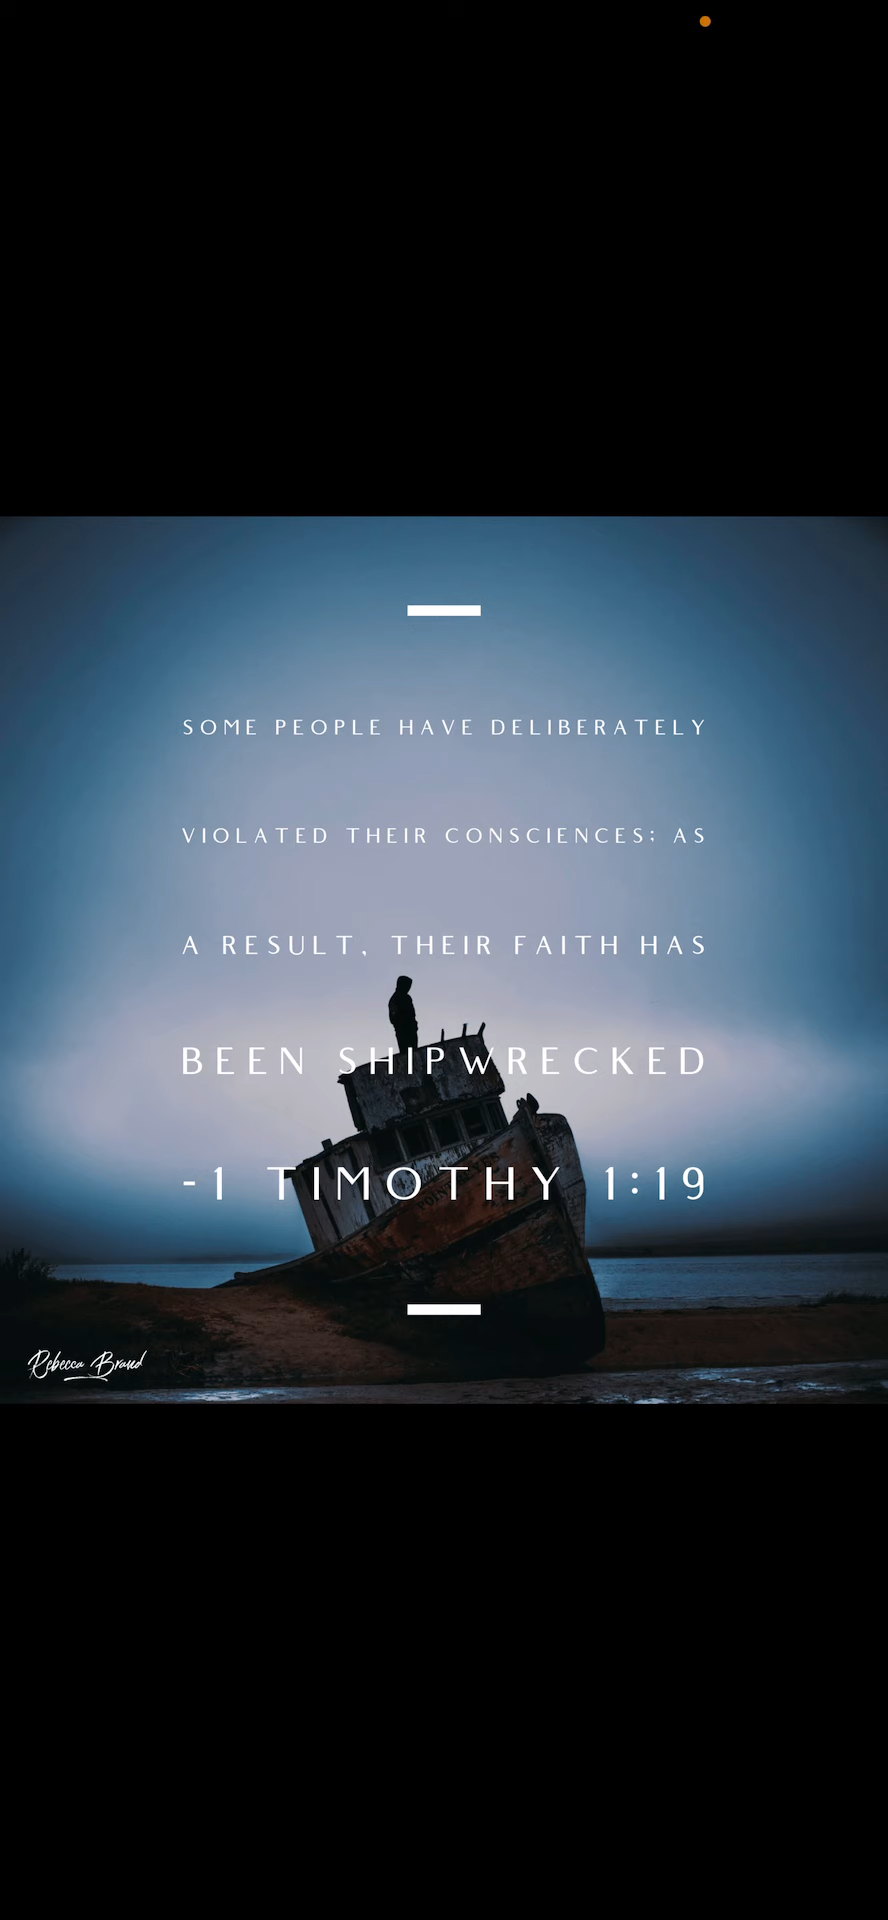 SOME PEOPLE HAVE DELIBERATELY
VIOLATED THEIR CONSCIENCES; AS
A RESULT, THEIR FAITH HAS
BEEN SHIPWRECKED
-1 TIMOTHY 1:19
Rebecca Brand